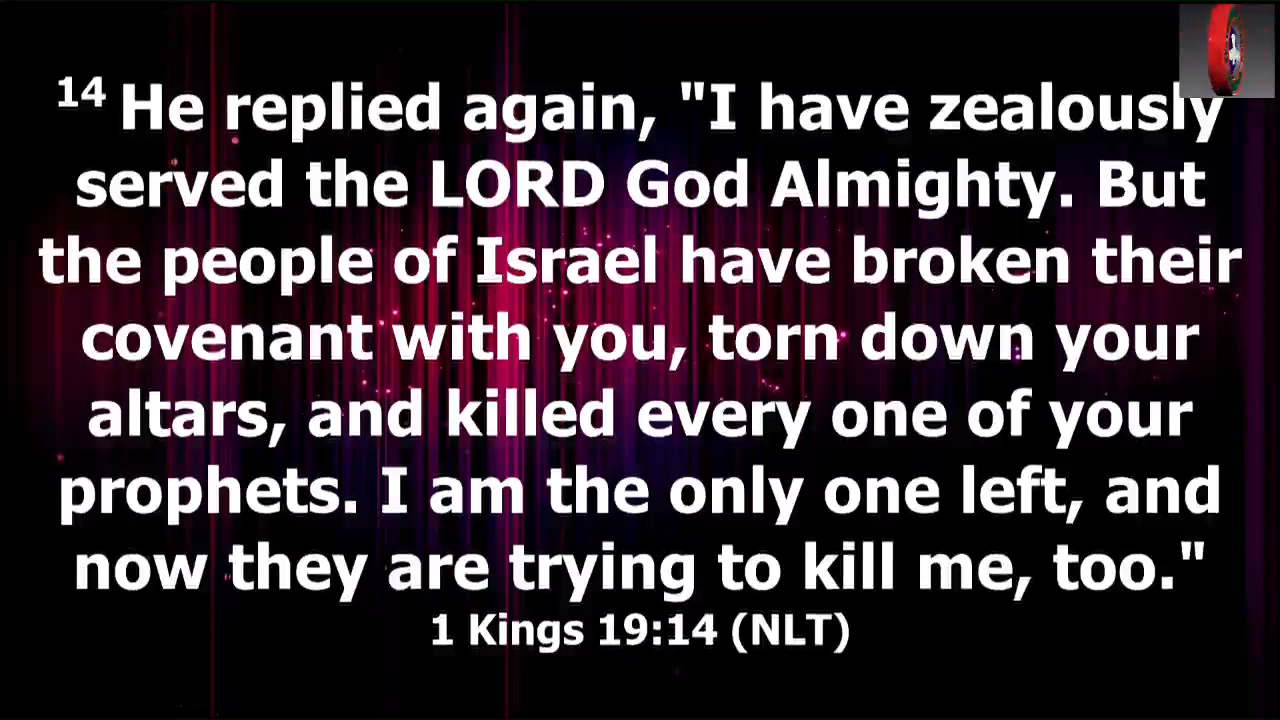 14 He replied again, "I have zealously
served the LORD God Almighty. But
the people of Israel have broken their
covenant with you, torn down your
altars, and killed every one of your
prophets. I am the only one left, and
now they are trying to kill me, too."
1 Kings 19:14 (NLT)